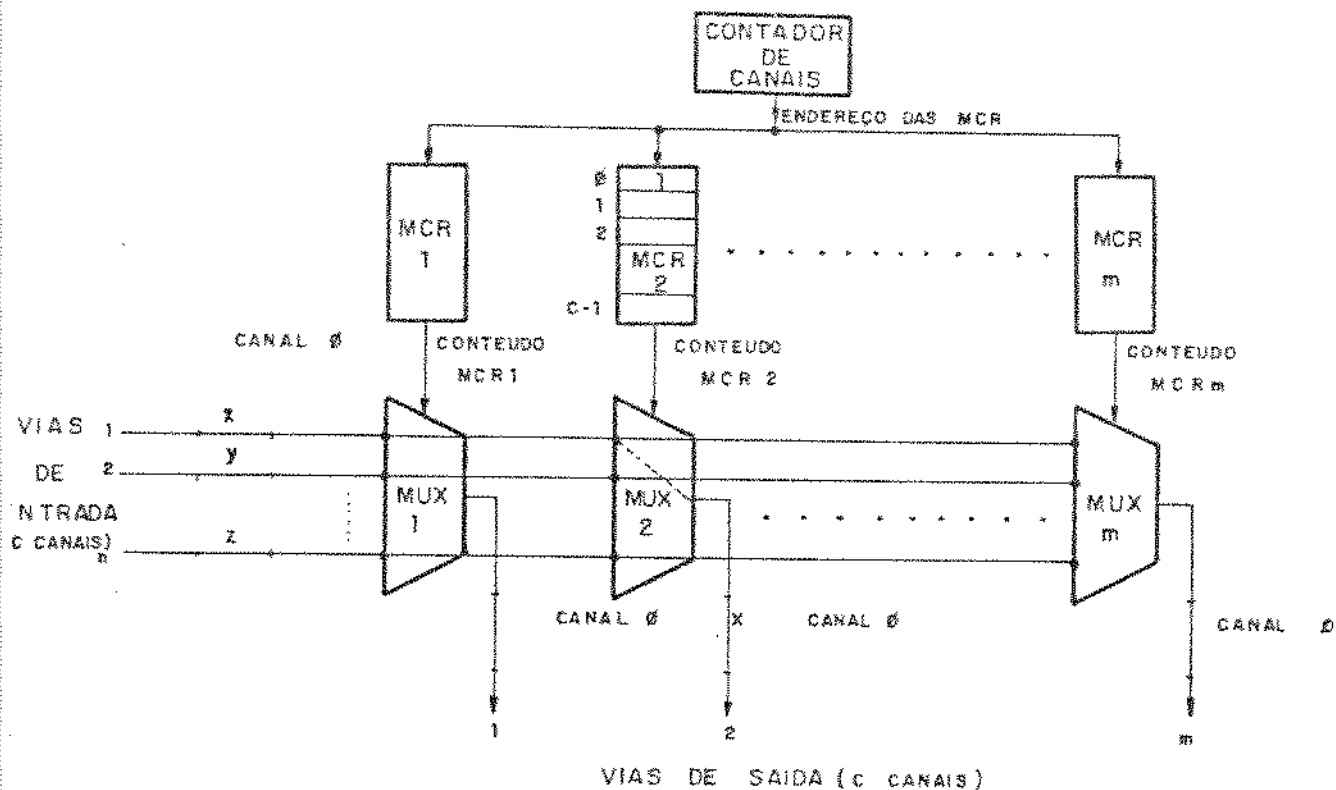 CONTADOR
DE
CANAIS
ENDEREÇO DAS MCR
MCR
1
Ø
1
2
C-1
1
MCR
2
MCR
m
CANAL Ø
CONTEUDO
MCR1
CONTEUDO
MCR 2
CONTEUDO
MCRm
VIAS 1
DE 2
NTRADA
(C CANAIS)
n
x
y
z
MUX
1
MUX
2
MUX
m
CANAL Ø
x
CANAL Ø
CANAL Ø
1
2
m
VIAS DE SAIDA (C CANAIS)